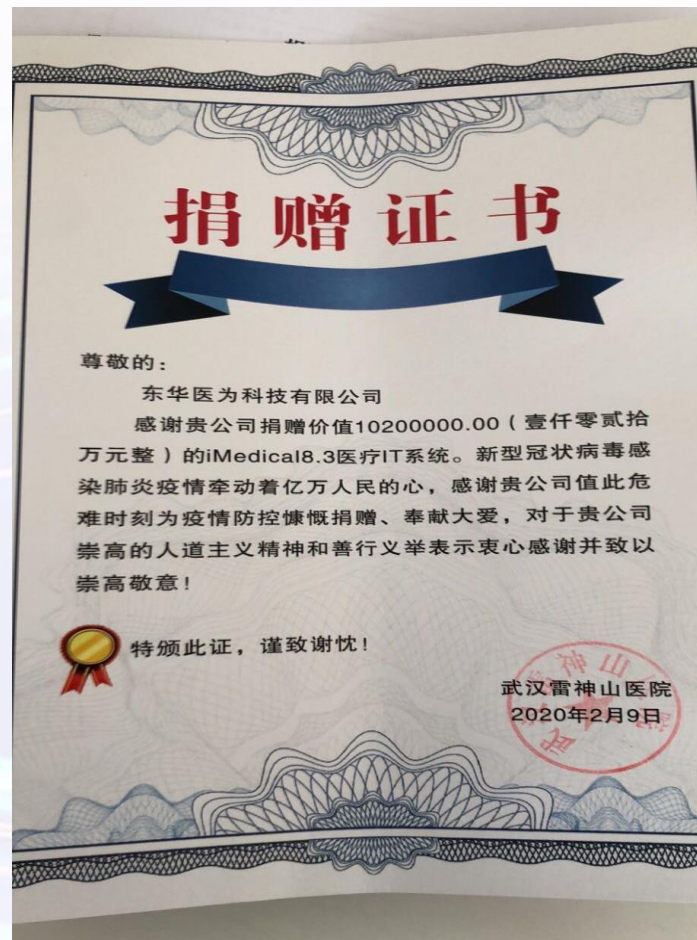 捐赠证书
尊敬的：
东华医为科技有限公司
感谢贵公司捐赠价值10200000.00（壹仟零贰拾
万元整）的iMedical8.3医疗IT系统。新型冠状病毒感
染肺炎疫情牵动着亿万人民的心，感谢贵公司值此危
难时刻为疫情防控慷慨捐赠、奉献大爱，对于贵公司
崇高的人道主义精神和善行义举表示衷心感谢并致以
崇高敬意！
特颁此证，谨致谢忱！
武汉雷神山医院
2020年2月9日